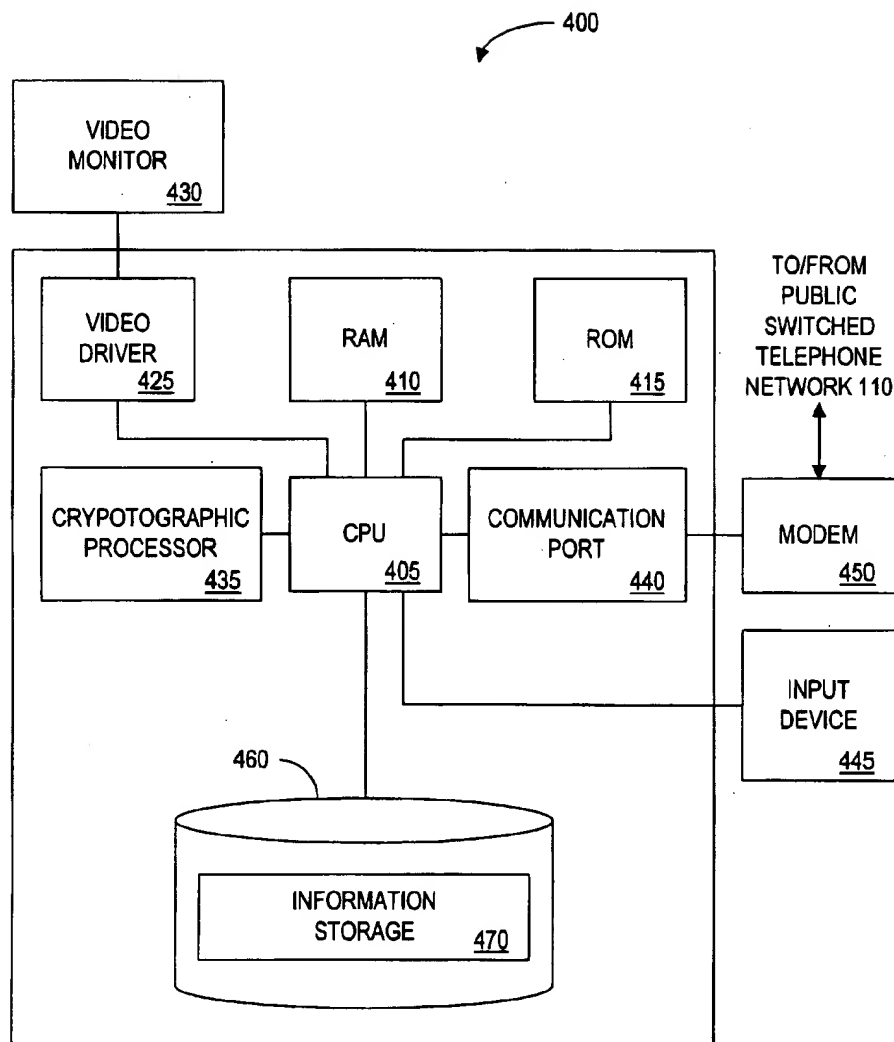 400
VIDEO
MONITOR
430
VIDEO
DRIVER
425
RAM
410
ROM
415
TO/FROM
PUBLIC
SWITCHED
TELEPHONE
NETWORK 110
CRYPOTOGRAPHIC
PROCESSOR
435
CPU
405
COMMUNICATION
PORT
440
MODEM
450
INPUT
DEVICE
445
460
INFORMATION
STORAGE
470